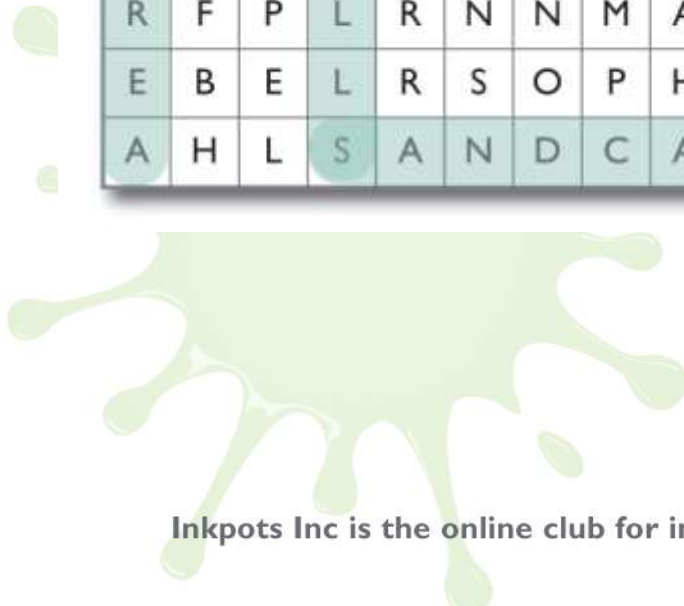 R F P L R N N M
E B E L R S O P
A H L S A N D C
Inkpots Inc is the online club for